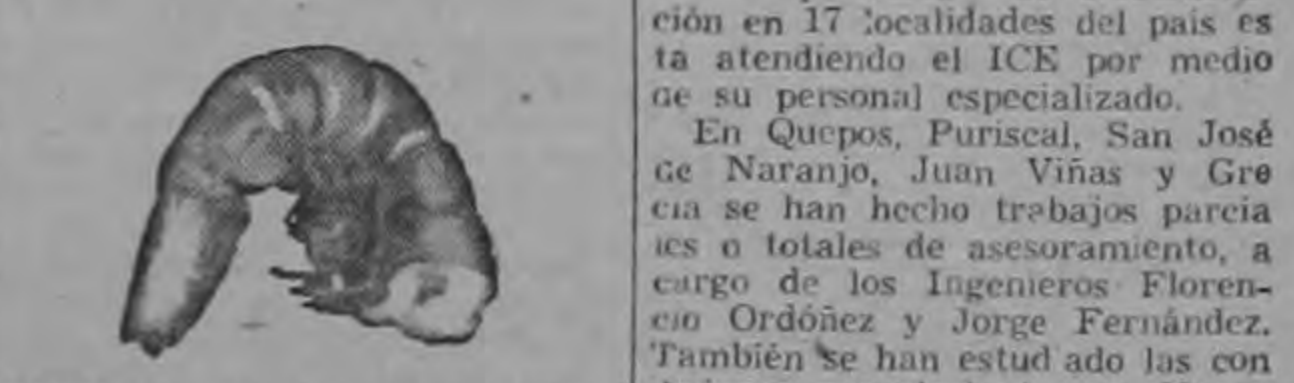 ción en 17 localidades del país es
ta atendiendo el ICE por medio
de su personal especializado.
En Quepos, Puriscal, San José
de Naranjo, Juan Viñas y Gre
cia se han hecho trabajos parcia
les o totales de asesoramiento, a
cargo de los Ingenieros Floren-
cio Ordóñez y Jorge Fernández.
También se han estud ado las con